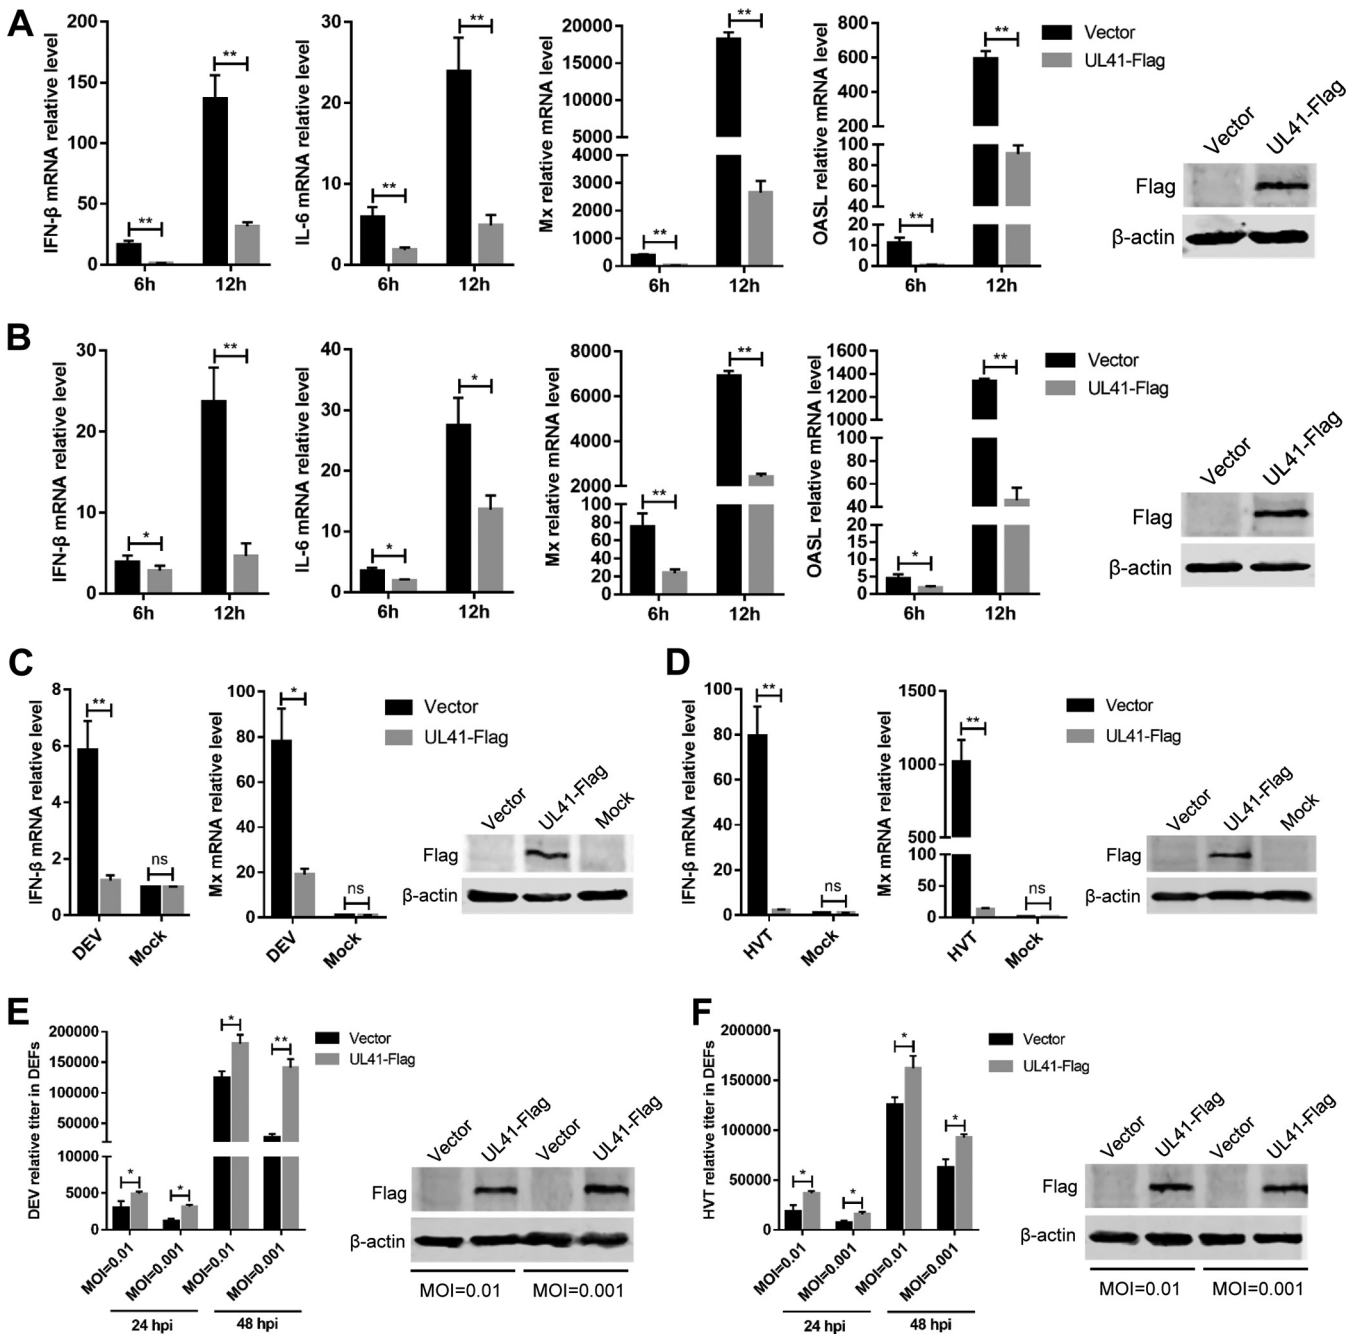 A
IFN-β mRNA relative level
200
150
100
50
0
**
**
6h
12h
IL-6 mRNA relative level
30
20
10
0
**
**
6h
12h
Mx relative mRNA level
20000
15000
10000
5000
4000
3000
2000
1000
0
**
**
6h
12h
OASL relative mRNA level
800
600
400
200
100
80
60
40
20
10
0
**
**
6h
12h
Vector
UL41-Flag
Vector
UL41-Flag
Flag
β-actin
B
IFN-β mRNA relative level
30
20
10
0
*
**
6h
12h
IL-6 mRNA relative level
40
30
20
10
0
*
*
6h
12h
Mx relative mRNA level
8000
6000
4000
2000
100
80
60
40
20
0
**
**
6h
12h
OASL relative mRNA level
1600
1400
1200
1000
100
80
60
40
20
15
10
5
0
*
**
6h
12h
Vector
UL41-Flag
Vector
UL41-Flag
Flag
β-actin
C
IFN-β mRNA relative level
8
6
4
2
0
**
ns
DEV
Mock
Mx mRNA relative level
100
80
60
40
20
0
*
ns
DEV
Mock
Vector
UL41-Flag
Vector
UL41-Flag
Mock
Flag
β-actin
D
IFN-β mRNA relative level
100
80
60
40
20
0
**
ns
HVT
Mock
Mx mRNA relative level
1500
1000
500
100
50
0
**
ns
HVT
Mock
Vector
UL41-Flag
Vector
UL41-Flag
Mock
Flag
β-actin
E
DEV relative titer in DEFs
200000
150000
100000
50000
10000
5000
0
*
*
*
**
MOI=0.01
MOI=0.001
MOI=0.01
MOI=0.001
24 hpi
48 hpi
Vector
UL41-Flag
Vector
UL41-Flag
Vector
UL41-Flag
Flag
β-actin
MOI=0.01
MOI=0.001
F
HVT relative titer in DEFs
200000
150000
100000
50000
0
*
*
*
*
MOI=0.01
MOI=0.001
MOI=0.01
MOI=0.001
24 hpi
48 hpi
Vector
UL41-Flag
Vector
UL41-Flag
Vector
UL41-Flag
Flag
β-actin
MOI=0.01
MOI=0.001